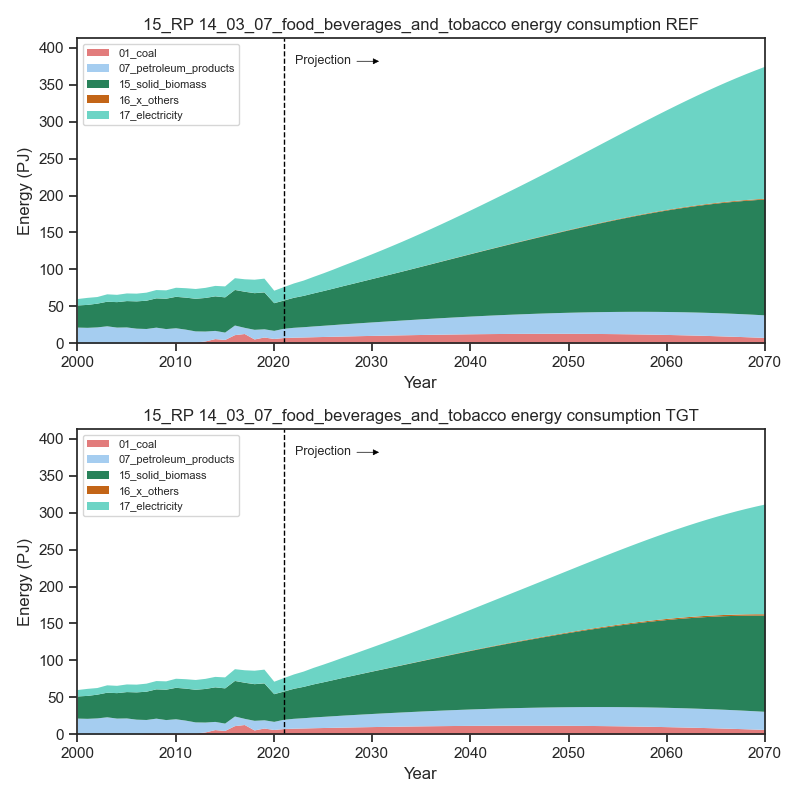 15_RP 14_03_07_food_beverages_and_tobacco energy consumption REF
400
350
300
250
200
150
100
50
0
Energy (PJ)
01_coal
07_petroleum_products
15_solid_biomass
16_x_others
17_electricity
Projection
2000 2010 2020 2030 2040 2050 2060 2070
Year
15_RP 14_03_07_food_beverages_and_tobacco energy consumption TGT
400
350
300
250
200
150
100
50
0
Energy (PJ)
01_coal
07_petroleum_products
15_solid_biomass
16_x_others
17_electricity
Projection
2000 2010 2020 2030 2040 2050 2060 2070
Year